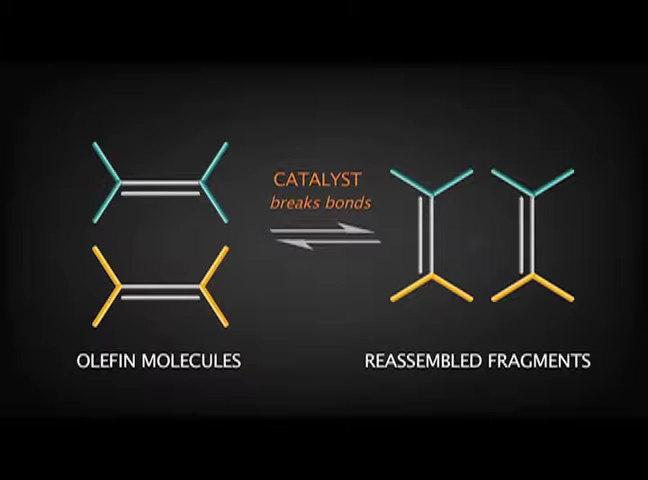 CATALYST
breaks bonds
OLEFIN MOLECULES
REASSEMBLED FRAGMENTS